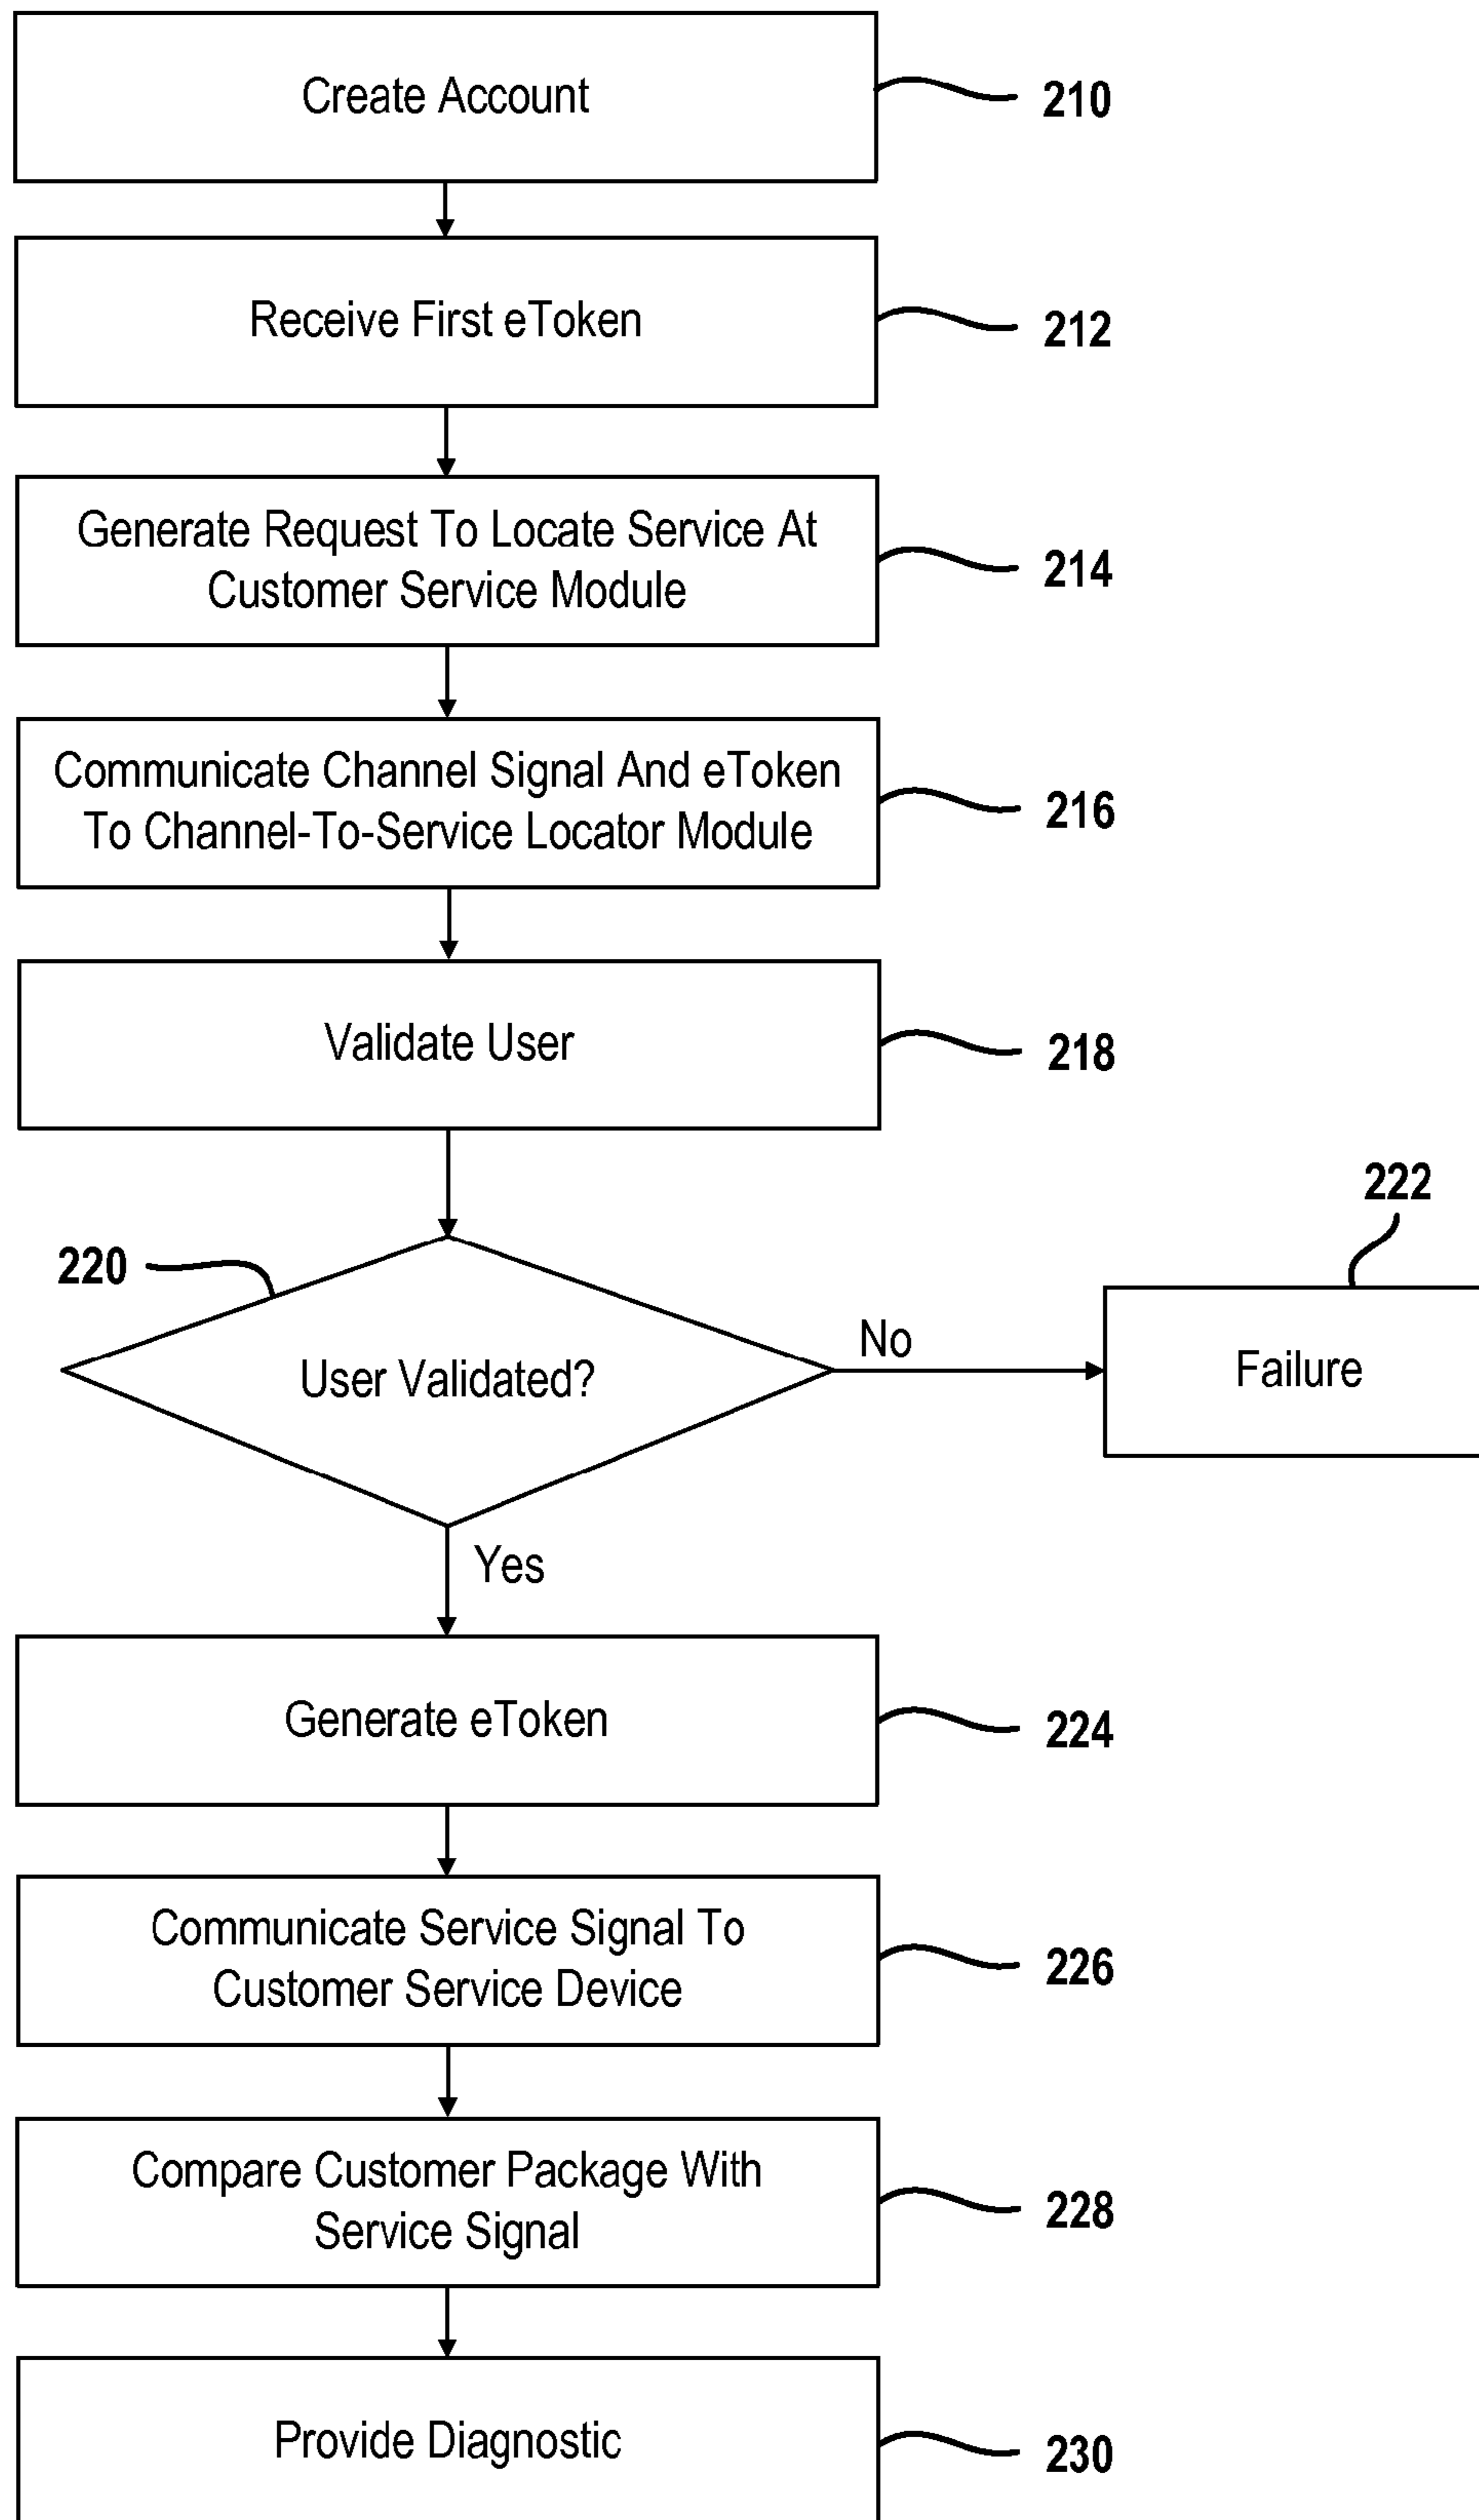 Create Account
210
Receive First eToken
212
Generate Request To Locate Service At
Customer Service Module
214
Communicate Channel Signal And eToken
To Channel-To-Service Locator Module
216
Validate User
218
222
220
User Validated?
No
Failure
Yes
Generate eToken
224
Communicate Service Signal To
Customer Service Device
226
Compare Customer Package With
Service Signal
228
Provide Diagnostic
230